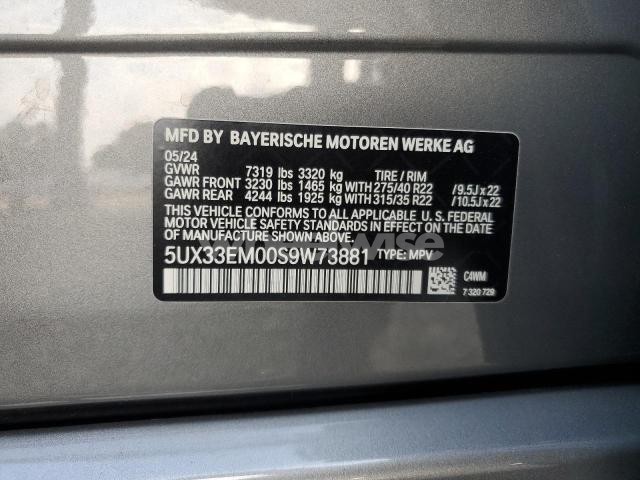 MFD BY BAYERISCHE MOTOREN WERKE AG
05/24
GVWR 7319 lbs 3320 kg TIRE / RIM
GAWR FRONT 3230 lbs 1465 kg WITH 275/40 R22 /9.5J x 22
GAWR REAR 4244 lbs 1925 kg WITH 315/35 R22 /10.5J x 22
THIS VEHICLE CONFORMS TO ALL APPLICABLE U. S. FEDERAL
MOTOR VEHICLE SAFETY STANDARDS IN EFFECT ON THE DATE
OF MANUFACTURE SHOWN ABOVE.
5UX33EM00S9W73881 TYPE: MPV
C4WM
7 320 729